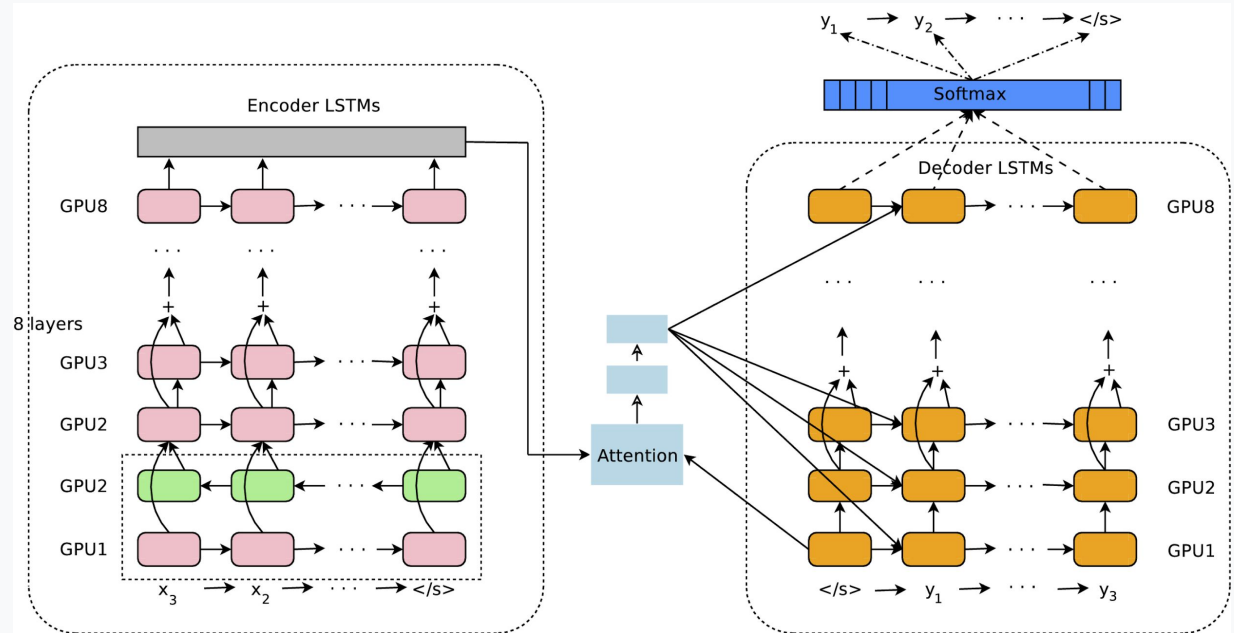 y₁ → y₂ → · · · → </s>
Softmax
Encoder LSTMs
Decoder LSTMs
GPU8
GPU8
· · ·
8 layers
+ + +
GPU3
+ + +
GPU2
GPU3
Attention
GPU2
GPU2
GPU1
GPU1
x₃ → x₂ → · · · → </s>
</s> → y₁ → · · · → y₃